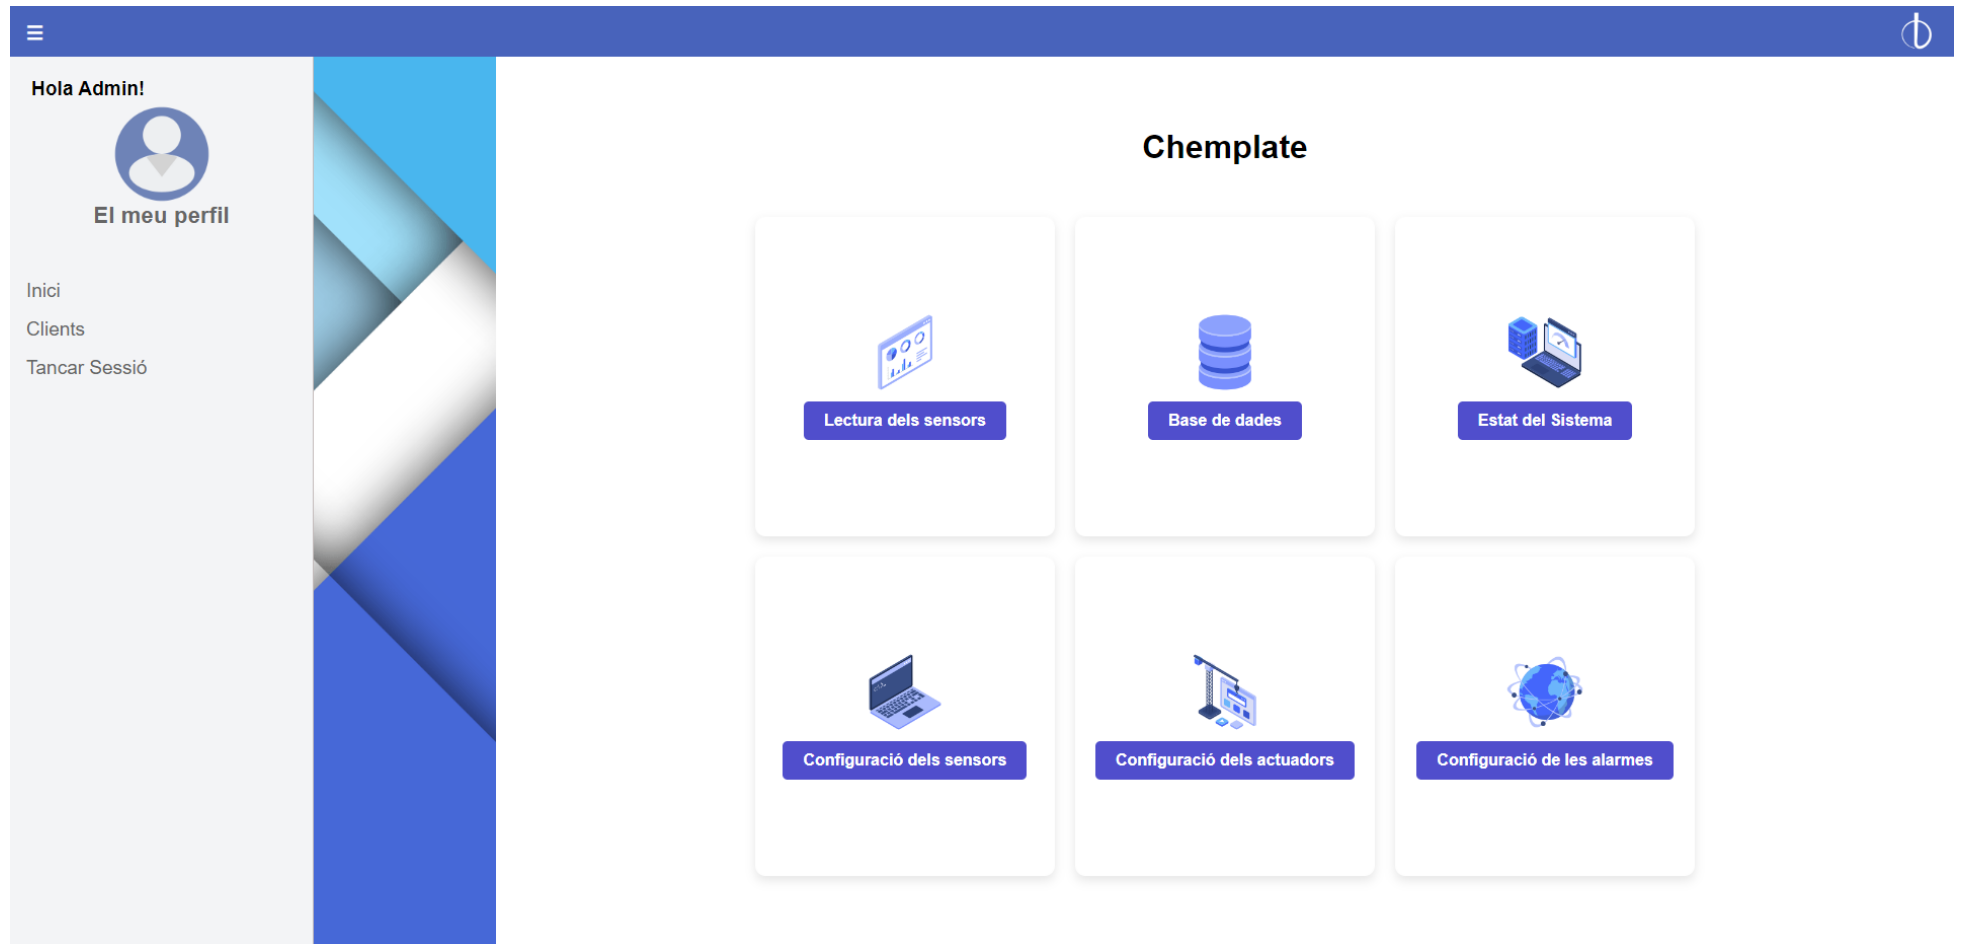 Hola Admin!
El meu perfil
Inici
Clients
Tancar Sessió
Chemplate
Lectura dels sensors
Base de dades
Estat del Sistema
Configuració dels sensors
Configuració dels actuadors
Configuració de les alarmes